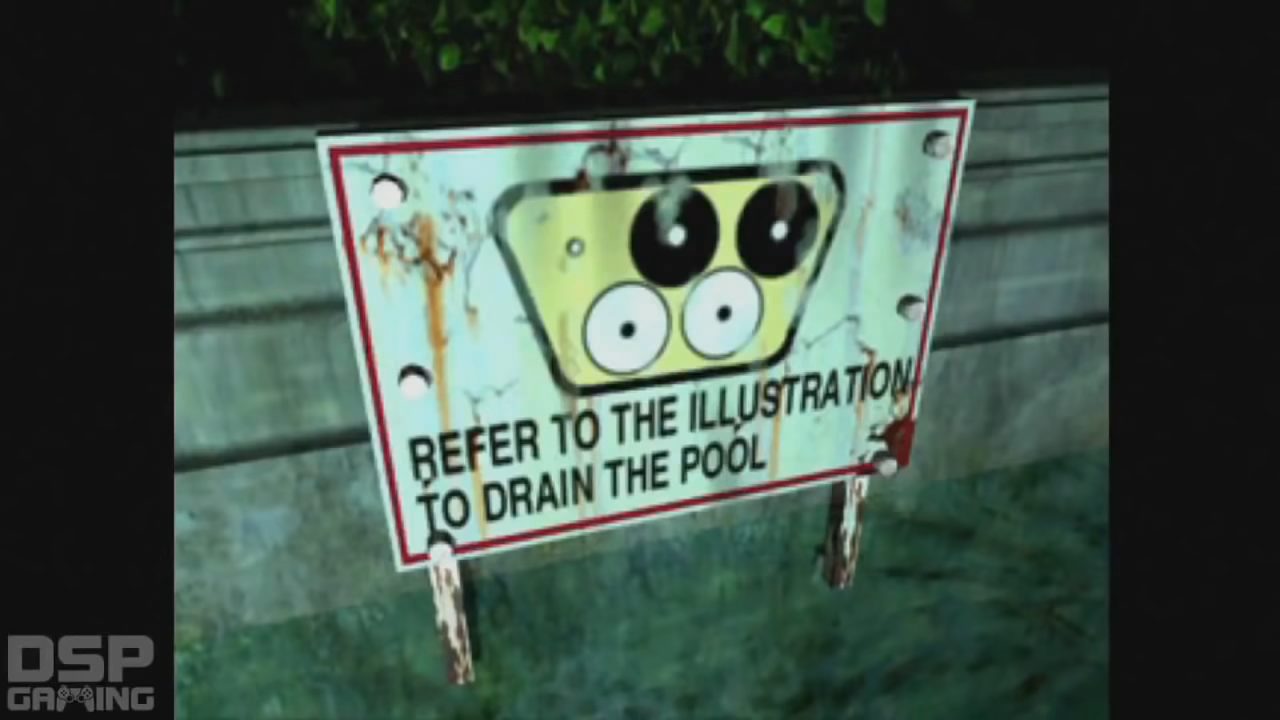 REFER TO THE ILLUSTRATION
TO DRAIN THE POOL
DSP
GAMING